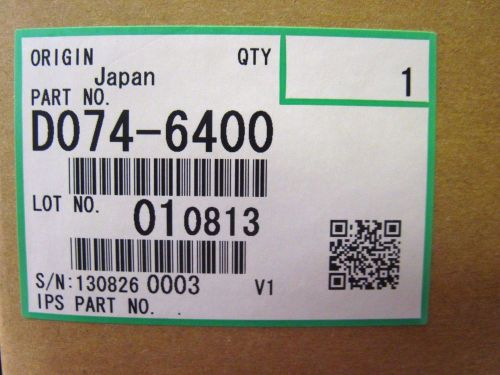 ORIGIN QTY
Japan 1
PART NO.
D074-6400
LOT NO. 010813
S/N:130826 0003 V1
IPS PART NO.